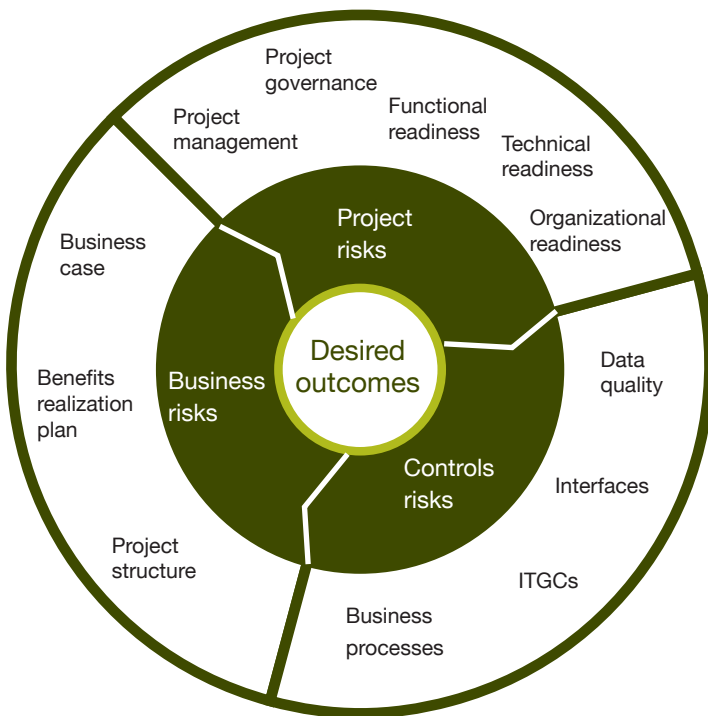 Project
governance
Project
management
Functional
readiness
Technical
readiness
Organizational
readiness
Project
risks
Business
case
Benefits
realization
plan
Project
structure
Business
risks
Desired
outcomes
Controls
risks
Data
quality
Interfaces
ITGCs
Business
processes